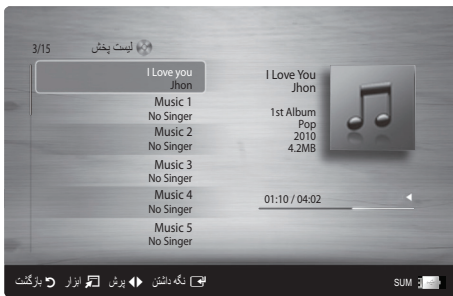 لیست پخش
3/15
I Love you
Jhon
Music 1
No Singer
Music 2
No Singer
Music 3
No Singer
Music 4
No Singer
Music 5
No Singer
I Love You
Jhon
1st Album
Pop
2010
4.2MB
01:10 / 04:02
SUM
نگه داشتن پرش ابزار بازگشت